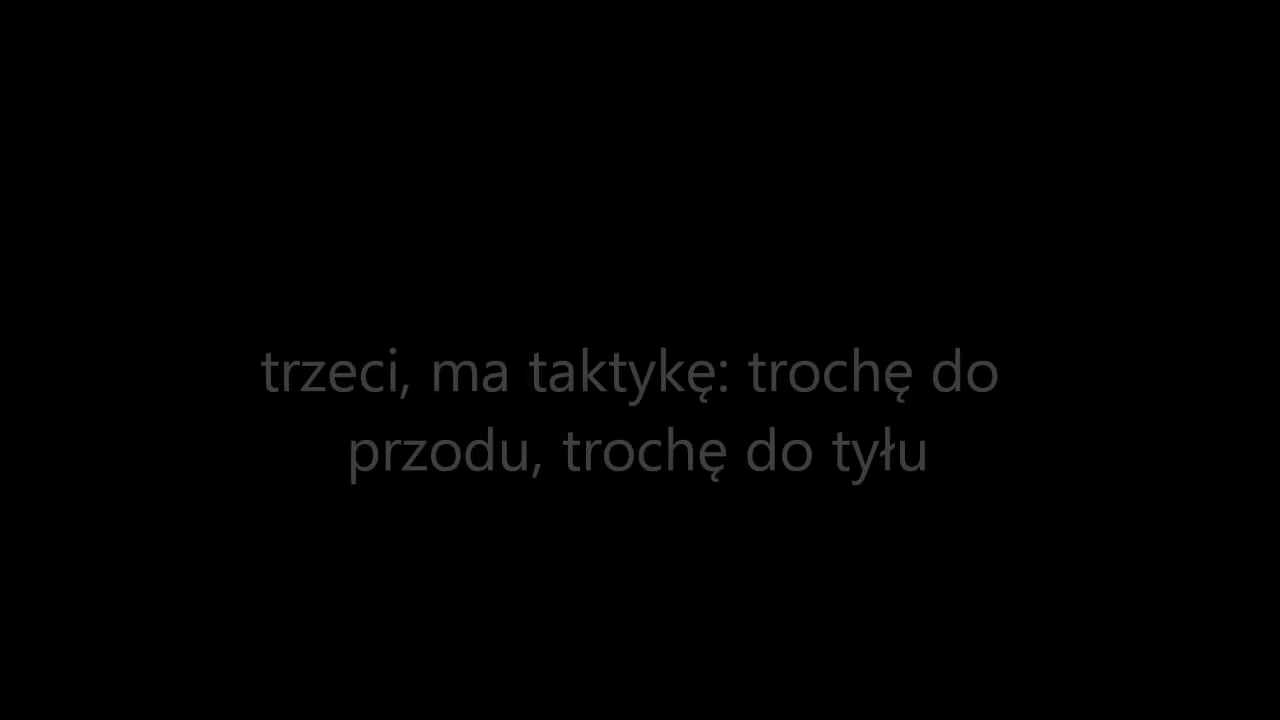 trzeci, ma taktykę: trochę do
przodu, trochę do tyłu